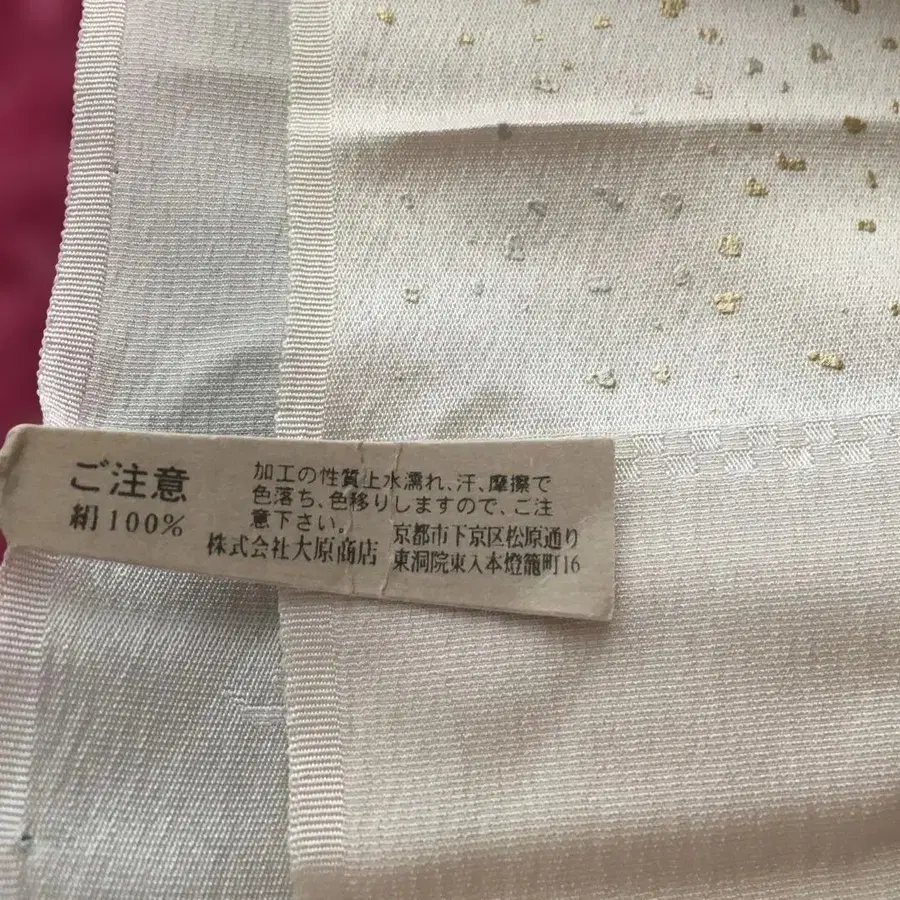 ご注意
絹100%
加工の性質上水濡れ、汗、摩擦で
色落ち、色移りしますので、ご注
意下さい。
株式会社大原商店
京都市下京区松原通り
東洞院東入本燈籠町16